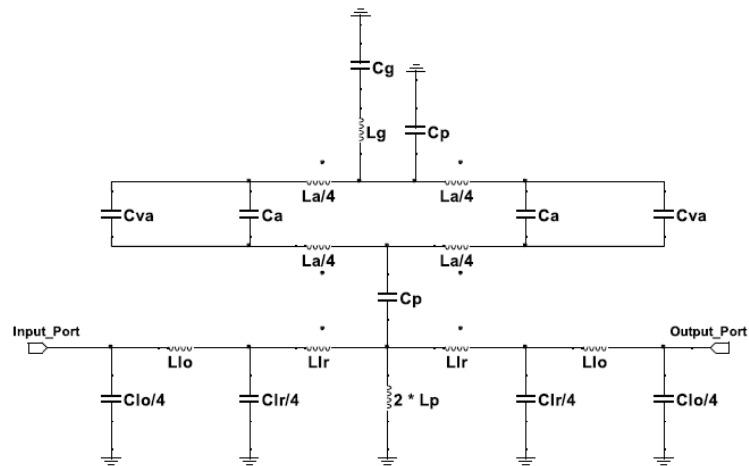 Cg
Lg
Cp
La/4
La/4
Cva
Ca
Ca
Cva
La/4
La/4
Cp
Input_Port
Output_Port
Llo
Llr
Llr
Llo
Clo/4
Clr/4
2 * Lp
Clr/4
Clo/4